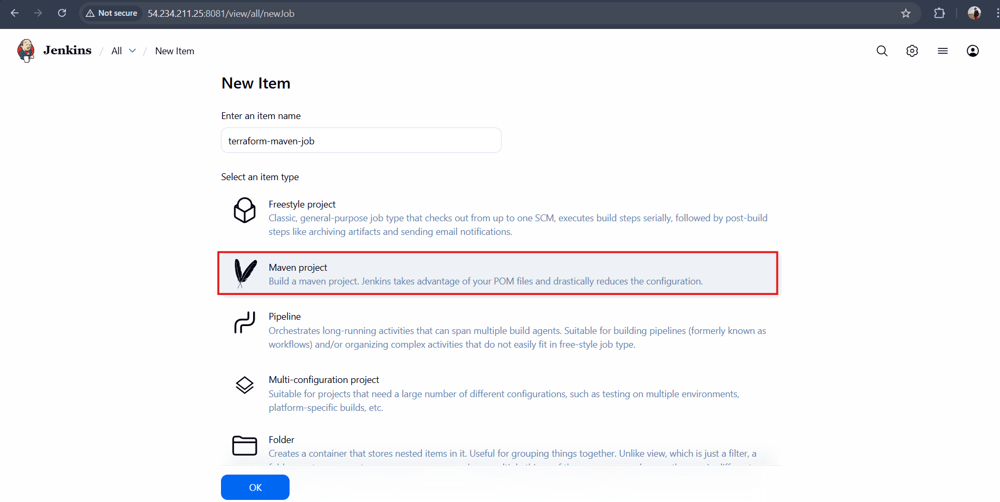 Not secure 54.234.211.25:8081/view/all/newJob
Jenkins / All / New Item
New Item
Enter an item name
terraform-maven-job
Select an item type
Freestyle project
Classic, general-purpose job type that checks out from up to one SCM, executes build steps serially, followed by post-build
steps like archiving artifacts and sending email notifications.
Maven project
Build a maven project. Jenkins takes advantage of your POM files and drastically reduces the configuration.
Pipeline
Orchestrates long-running activities that can span multiple build agents. Suitable for building pipelines (formerly known as
workflows) and/or organizing complex activities that do not easily fit in free-style job type.
Multi-configuration project
Suitable for projects that need a large number of different configurations, such as testing on multiple environments,
platform-specific builds, etc.
Folder
Creates a container that stores nested items in it. Useful for grouping things together. Unlike view, which is just a filter, a
OK